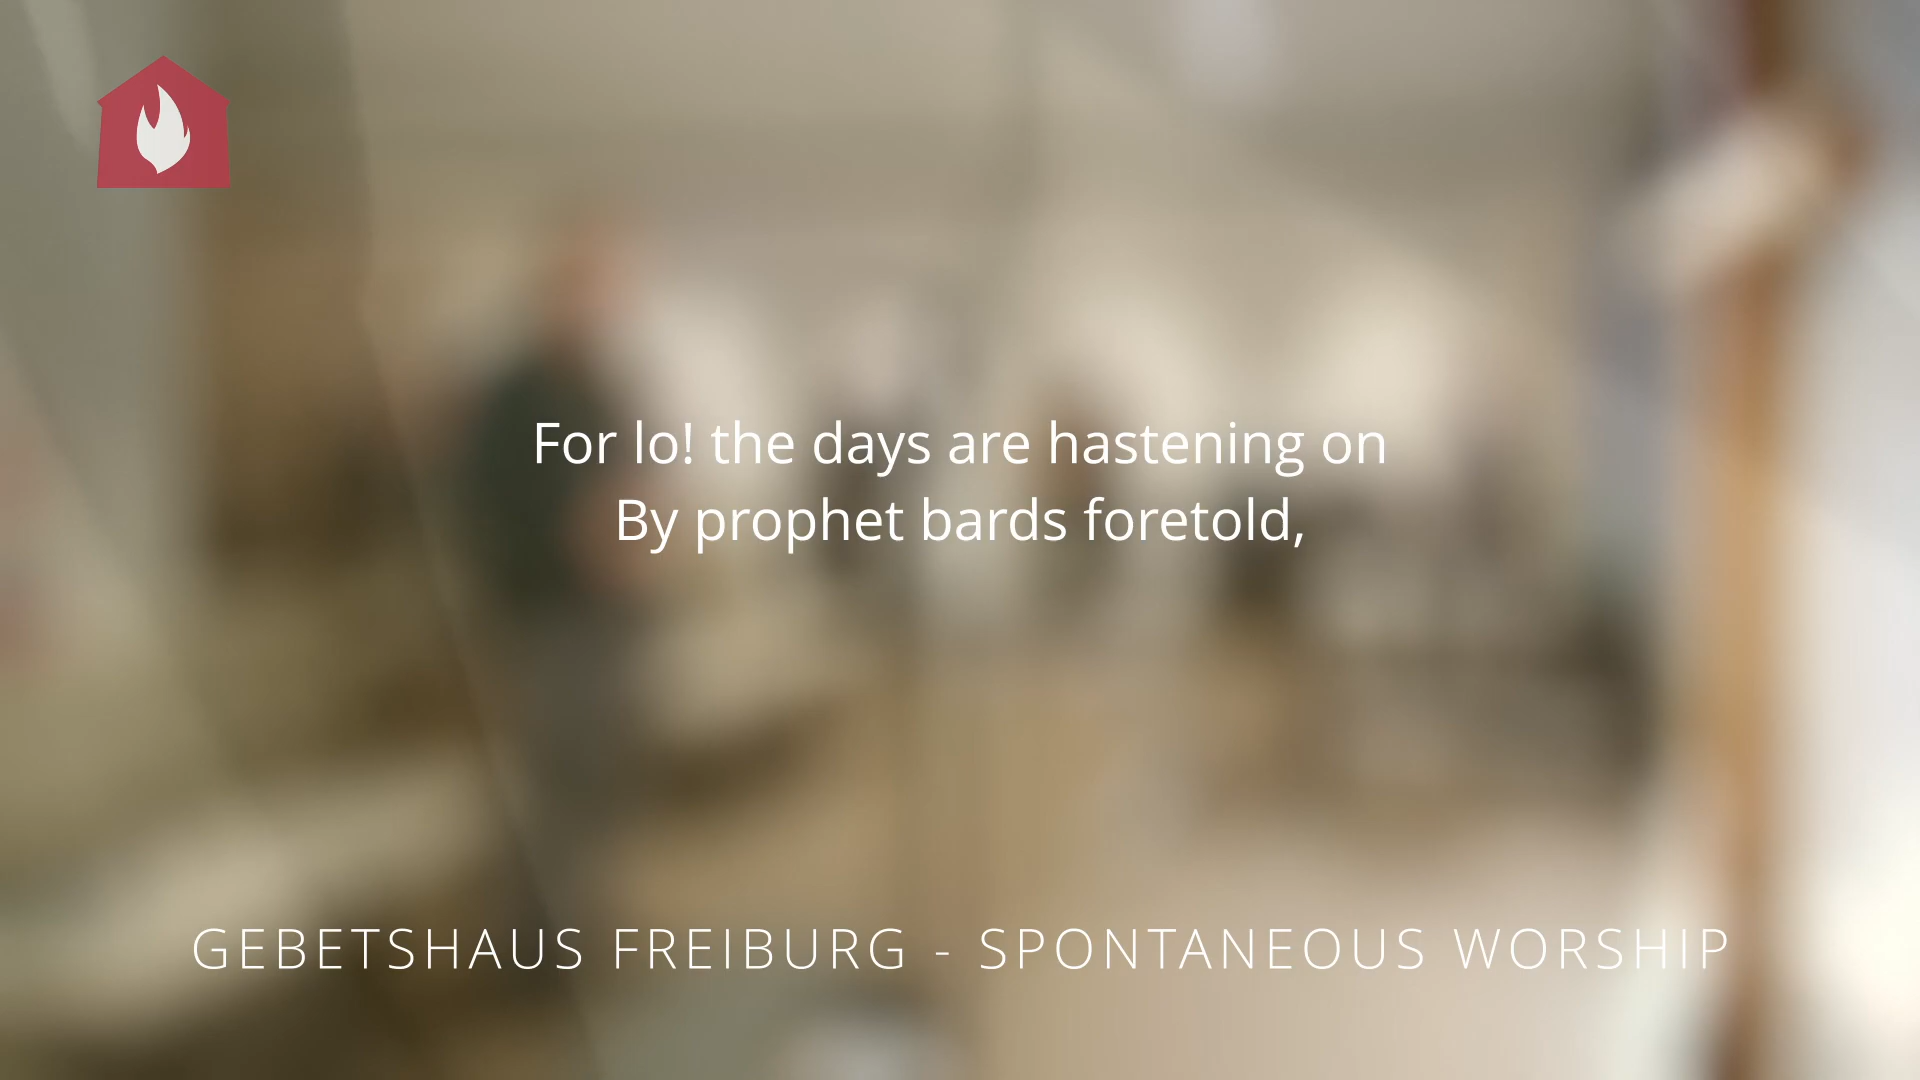 For lo! the days are hastening on
By prophet bards foretold,
GEBETSHAUS FREIBURG - SPONTANEOUS WORSHIP